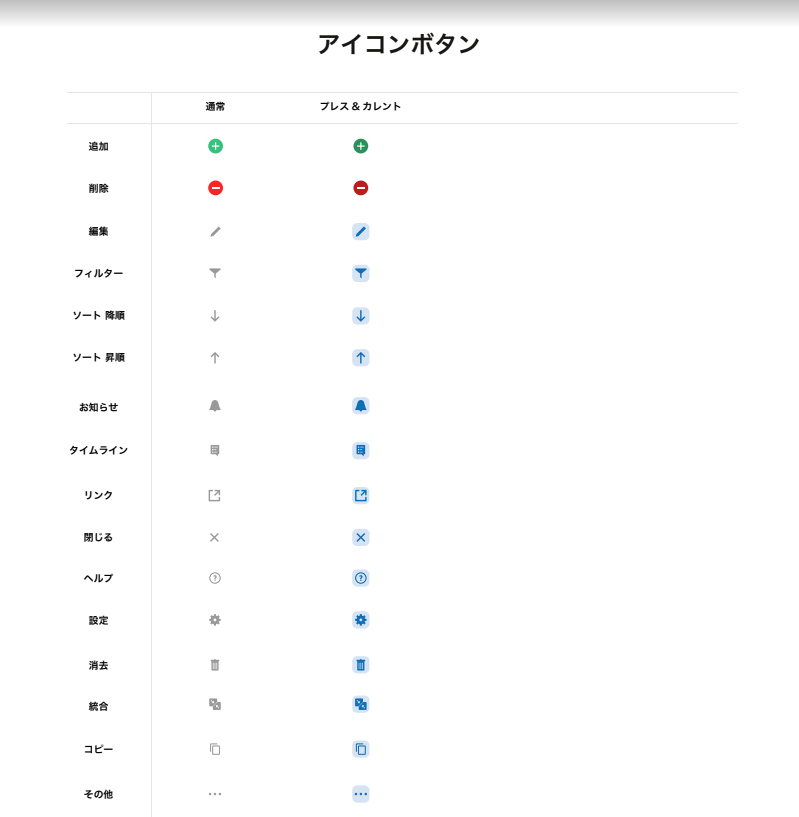 アイコンボタン
通常 プレス & カレント
追加
削除
編集
フィルター
ソート 降順
ソート 昇順
お知らせ
タイムライン
リンク
閉じる
ヘルプ
設定
消去
統合
コピー
その他